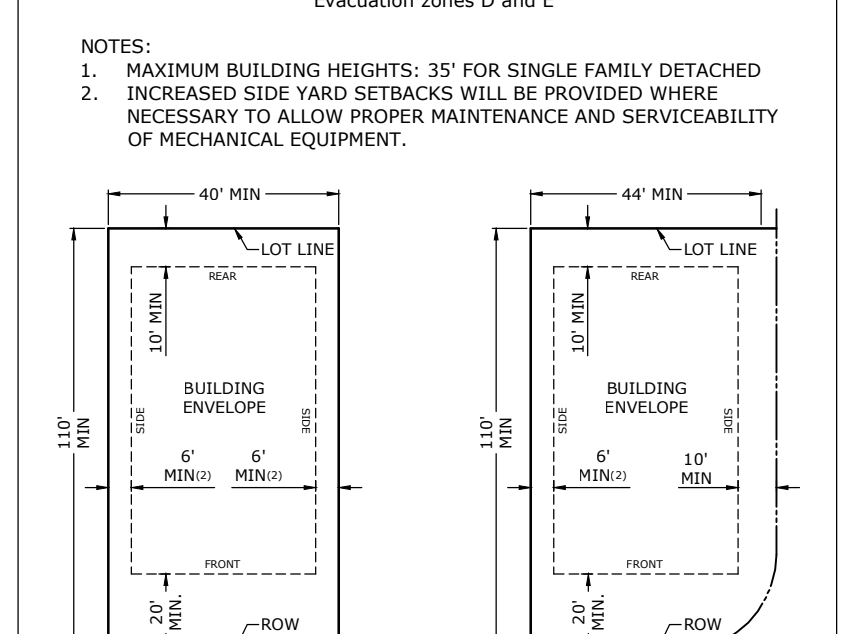 Evacuation zones D and E
NOTES:
1. MAXIMUM BUILDING HEIGHTS: 35' FOR SINGLE FAMILY DETACHED
2. INCREASED SIDE YARD SETBACKS WILL BE PROVIDED WHERE
NECESSARY TO ALLOW PROPER MAINTENANCE AND SERVICEABILITY
OF MECHANICAL EQUIPMENT.
40' MIN
LOT LINE
REAR
10' MIN
BUILDING
ENVELOPE
SIDE
SIDE
110'
MIN
6'
MIN(2)
6'
MIN(2)
FRONT
20'
MIN.
ROW
44' MIN
LOT LINE
REAR
10' MIN
BUILDING
ENVELOPE
SIDE
SIDE
110'
MIN
6'
MIN(2)
10'
MIN
FRONT
20'
MIN.
ROW